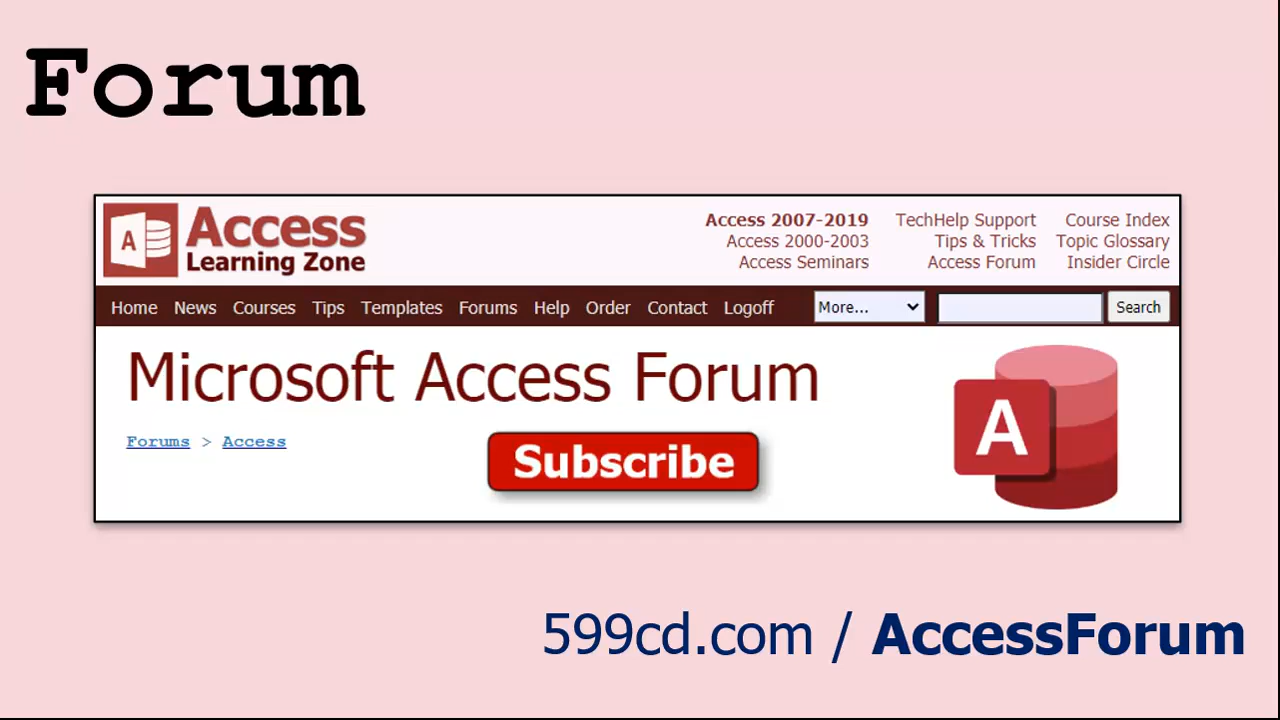 Forum
A
Access
Learning Zone
Access 2007-2019 TechHelp Support Course Index
Access 2000-2003 Tips & Tricks Topic Glossary
Access Seminars Access Forum Insider Circle
Home News Courses Tips Templates Forums Help Order Contact Logoff More... Search
Microsoft Access Forum
Forums > Access
Subscribe
A
599cd.com / AccessForum